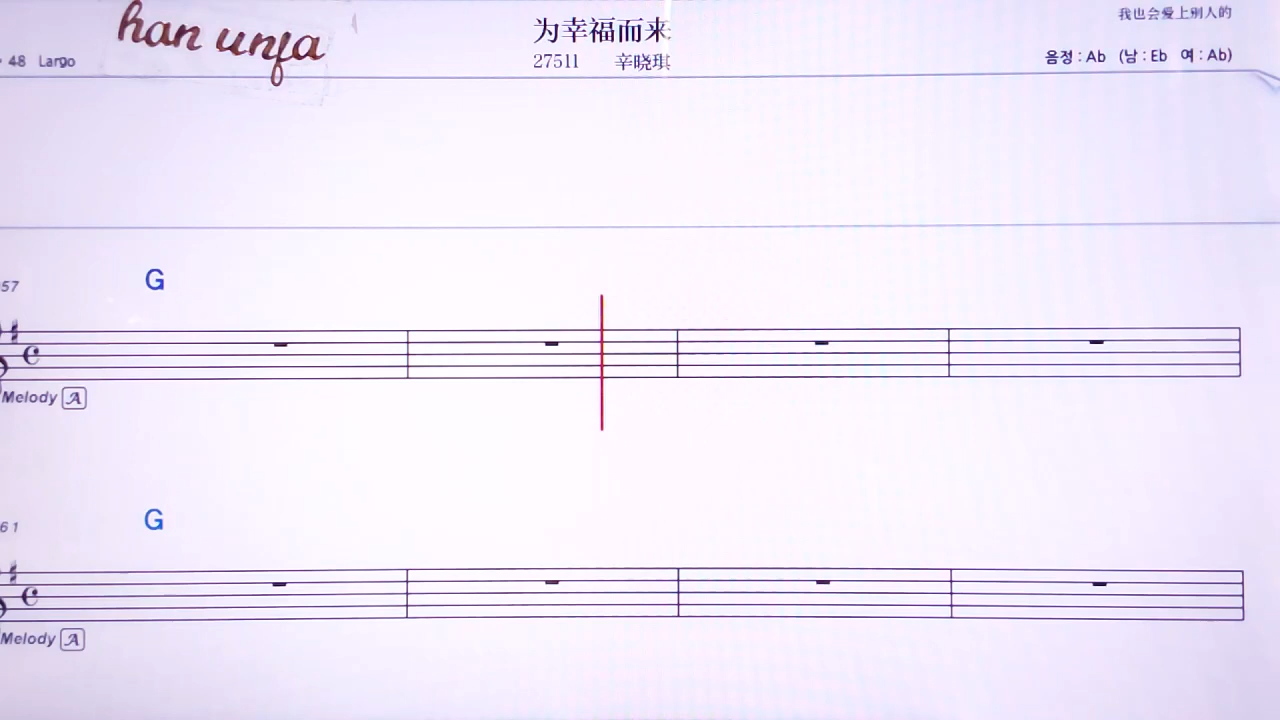 han unfa
为幸福而来
我也会爱上别人的
48 Largo
27511 辛晓琪
음정 : Ab (남 : Eb 여 : Ab)
57
G
Melody A
61
G
Melody A